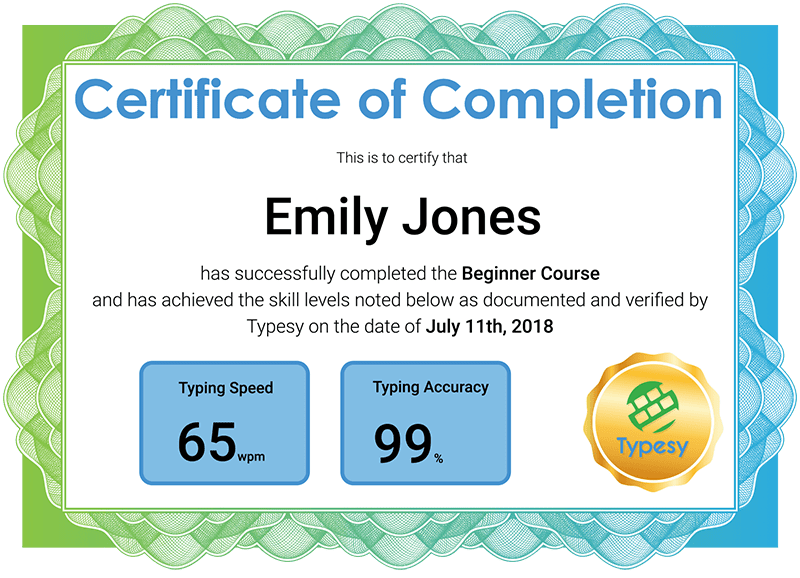 Certificate of Completion
This is to certify that
Emily Jones
has successfully completed the Beginner Course
and has achieved the skill levels noted below as documented and verified by
Typesy on the date of July 11th, 2018
Typing Speed
65wpm
Typing Accuracy
99%
Typesy